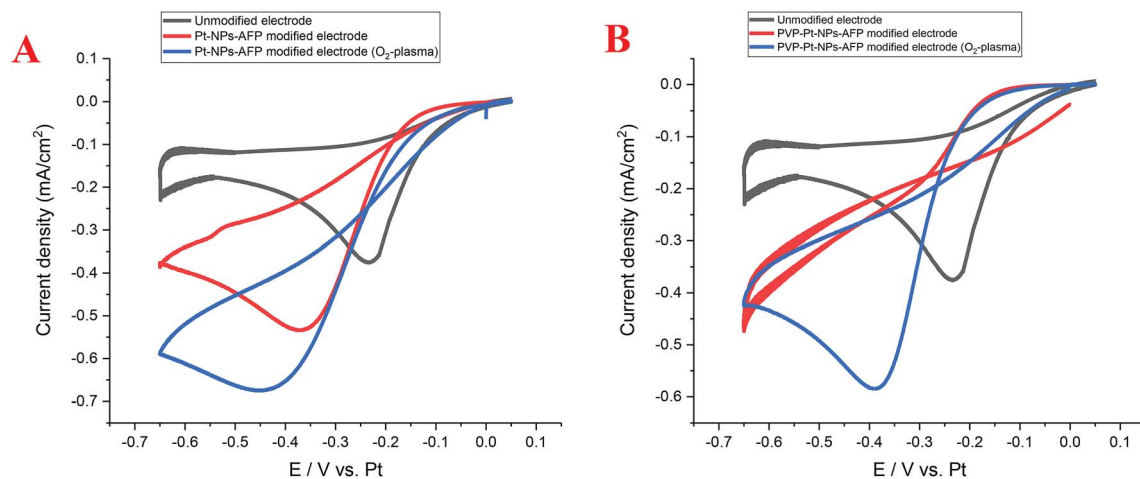 A
Unmodified electrode
Pt-NPs-AFP modified electrode
Pt-NPs-AFP modified electrode (O₂-plasma)
0.1
0.0
-0.1
-0.2
-0.3
-0.4
-0.5
-0.6
-0.7
Current density (mA/cm²)
-0.7 -0.6 -0.5 -0.4 -0.3 -0.2 -0.1 0.0 0.1
E / V vs. Pt
B
Unmodified electrode
PVP-Pt-NPs-AFP modified electrode
PVP-Pt-NPs-AFP modified electrode (O₂-plasma)
0.1
0.0
-0.1
-0.2
-0.3
-0.4
-0.5
-0.6
Current density (mA/cm²)
-0.7 -0.6 -0.5 -0.4 -0.3 -0.2 -0.1 0.0 0.1
E / V vs. Pt